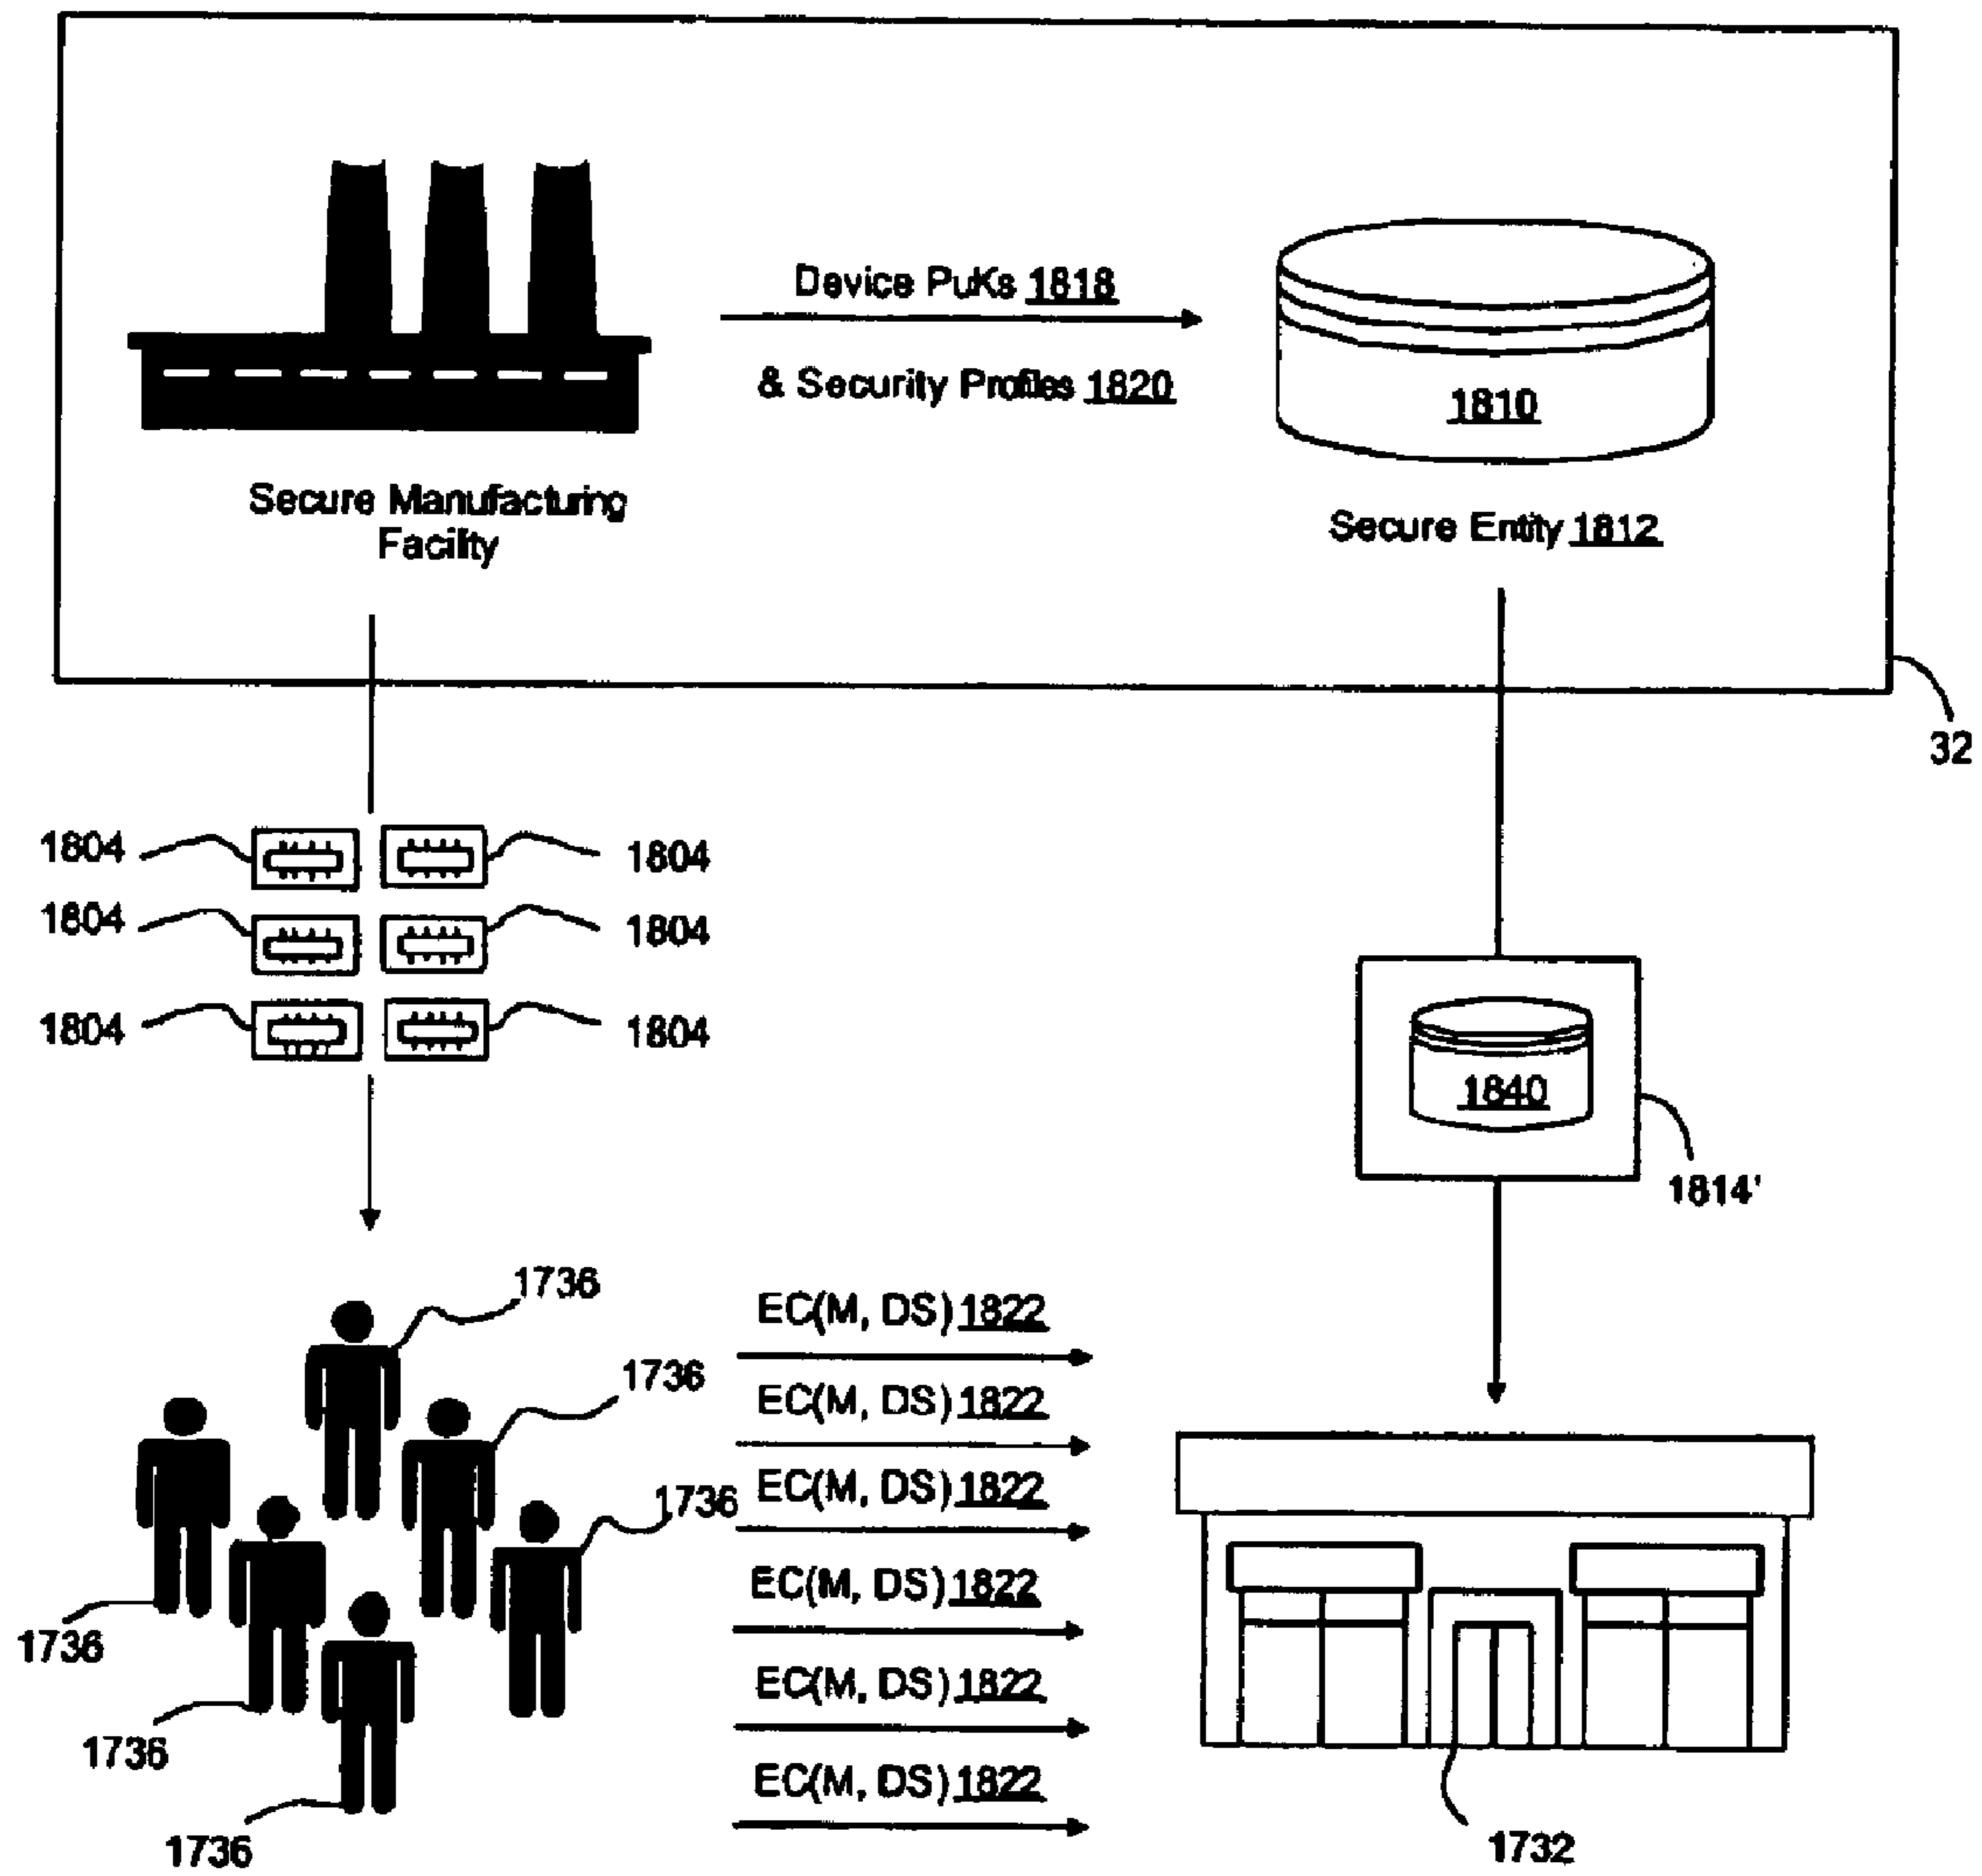 Device PuKs 1818
& Security Profiles 1820
1810
Secure Manufacturing
Facility
Secure Entity 1812
32
1804
1804
1804
1804
1804
1804
1840
1814'
1736
1736
1736
1736
1736
1736
EC(M, DS) 1822
EC(M, DS) 1822
EC(M, DS) 1822
EC(M, DS) 1822
EC(M, DS) 1822
EC(M, DS) 1822
1732